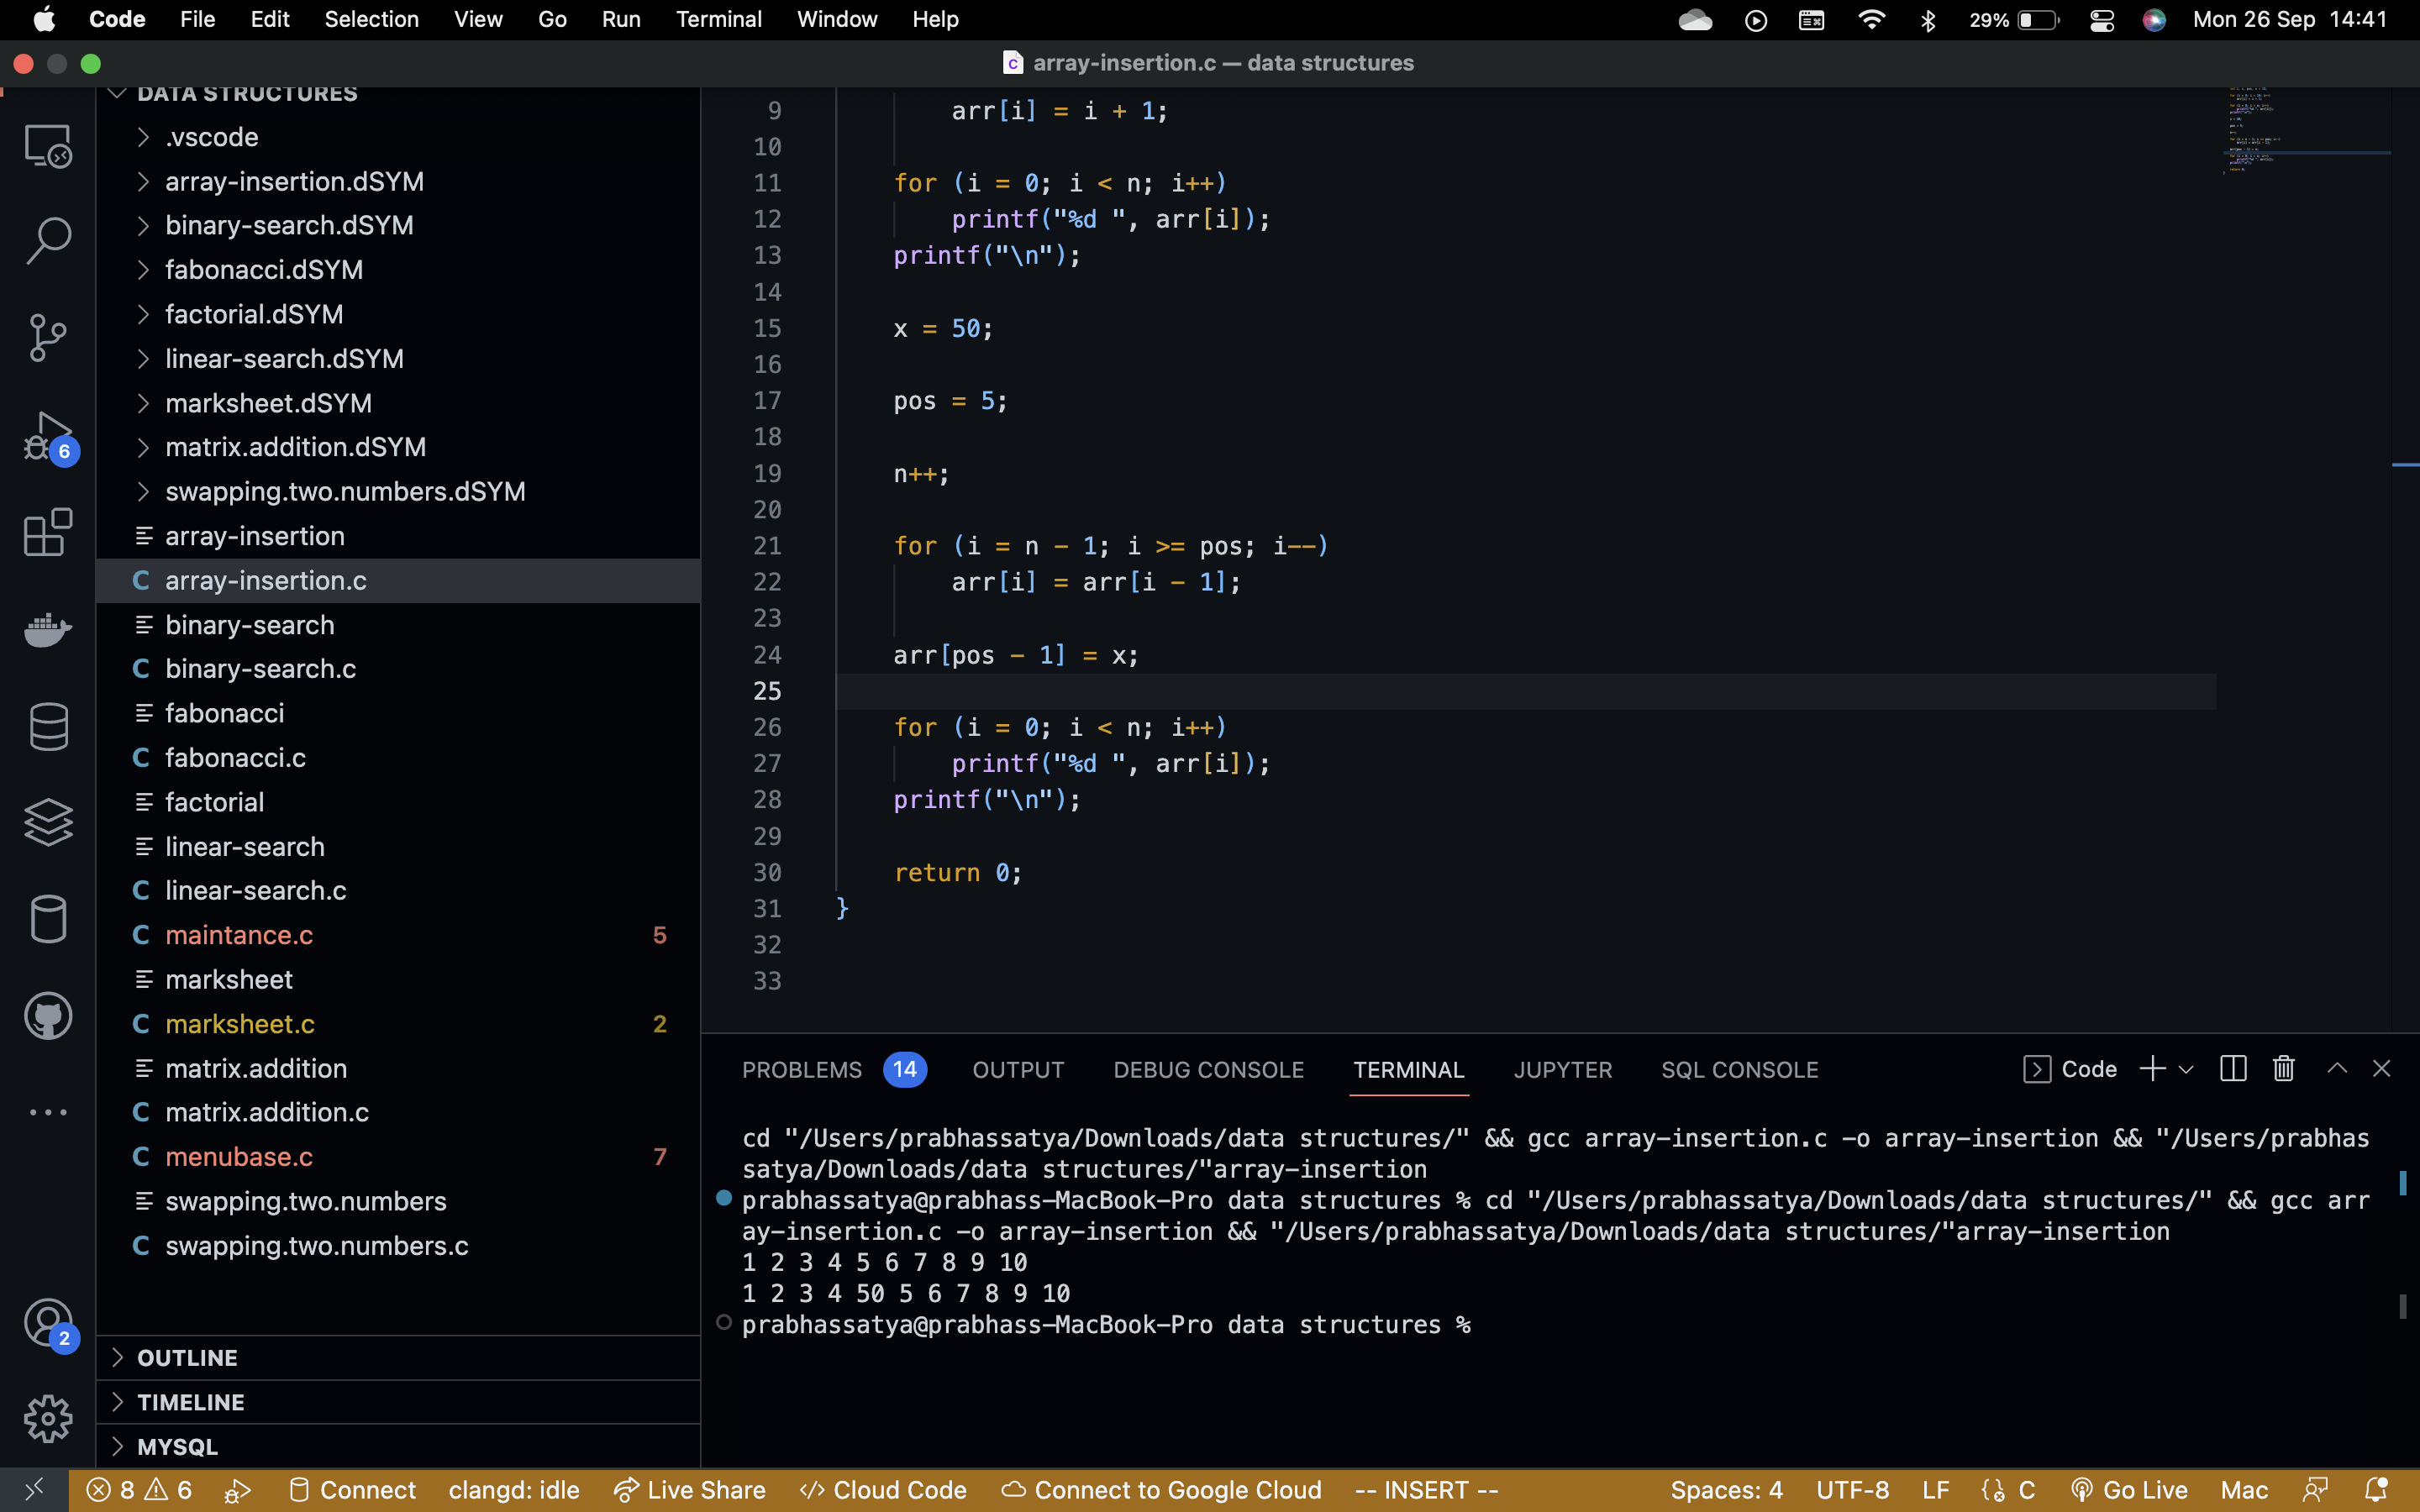 Code File Edit Selection View Go Run Terminal Window Help 29% Mon 26 Sep 14:41
C array-insertion.c — data structures
DATA STRUCTURES
.vscode
array-insertion.dSYM
binary-search.dSYM
fabonacci.dSYM
factorial.dSYM
linear-search.dSYM
marksheet.dSYM
matrix.addition.dSYM
6
swapping.two.numbers.dSYM
array-insertion
C array-insertion.c
binary-search
C binary-search.c
fabonacci
C fabonacci.c
factorial
linear-search
C linear-search.c
C maintance.c 5
marksheet
C marksheet.c 2
matrix.addition
C matrix.addition.c
C menubase.c 7
swapping.two.numbers
C swapping.two.numbers.c
2
OUTLINE
TIMELINE
MYSQL
9 arr[i] = i + 1;
10
11 for (i = 0; i < n; i++)
12 printf("%d ", arr[i]);
13 printf("\n");
14
15 x = 50;
16
17 pos = 5;
18
19 n++;
20
21 for (i = n - 1; i >= pos; i--)
22 arr[i] = arr[i - 1];
23
24 arr[pos - 1] = x;
25
26 for (i = 0; i < n; i++)
27 printf("%d ", arr[i]);
28 printf("\n");
29
30 return 0;
31 }
32
33
PROBLEMS 14 OUTPUT DEBUG CONSOLE TERMINAL JUPYTER SQL CONSOLE Code
cd "/Users/prabhassatya/Downloads/data structures/" && gcc array-insertion.c -o array-insertion && "/Users/prabhas
satya/Downloads/data structures/"array-insertion
prabhassatya@prabhass-MacBook-Pro data structures % cd "/Users/prabhassatya/Downloads/data structures/" && gcc arr
ay-insertion.c -o array-insertion && "/Users/prabhassatya/Downloads/data structures/"array-insertion
1 2 3 4 5 6 7 8 9 10
1 2 3 4 50 5 6 7 8 9 10
prabhassatya@prabhass-MacBook-Pro data structures %
8 6 Connect clangd: idle Live Share Cloud Code Connect to Google Cloud -- INSERT -- Spaces: 4 UTF-8 LF C Go Live Mac